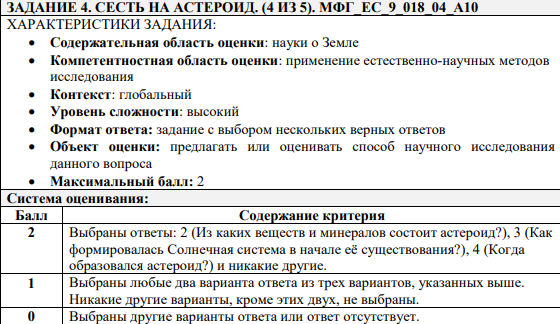 ЗАДАНИЕ 4. СЕСТЬ НА АСТЕРОИД. (4 ИЗ 5). МФГ_ЕС_9_018_04_А10
ХАРАКТЕРИСТИКИ ЗАДАНИЯ:
• Содержательная область оценки: науки о Земле
• Компетентностная область оценки: применение естественно-научных методов
исследования
• Контекст: глобальный
• Уровень сложности: высокий
• Формат ответа: задание с выбором нескольких верных ответов
• Объект оценки: предлагать или оценивать способ научного исследования
данного вопроса
• Максимальный балл: 2
Система оценивания:
Балл Содержание критерия
2 Выбраны ответы: 2 (Из каких веществ и минералов состоит астероид?), 3 (Как
формировалась Солнечная система в начале её существования?), 4 (Когда
образовался астероид?) и никакие другие.
1 Выбраны любые два варианта ответа из трех вариантов, указанных выше.
Никакие другие варианты, кроме этих двух, не выбраны.
0 Выбраны другие варианты ответа или ответ отсутствует.